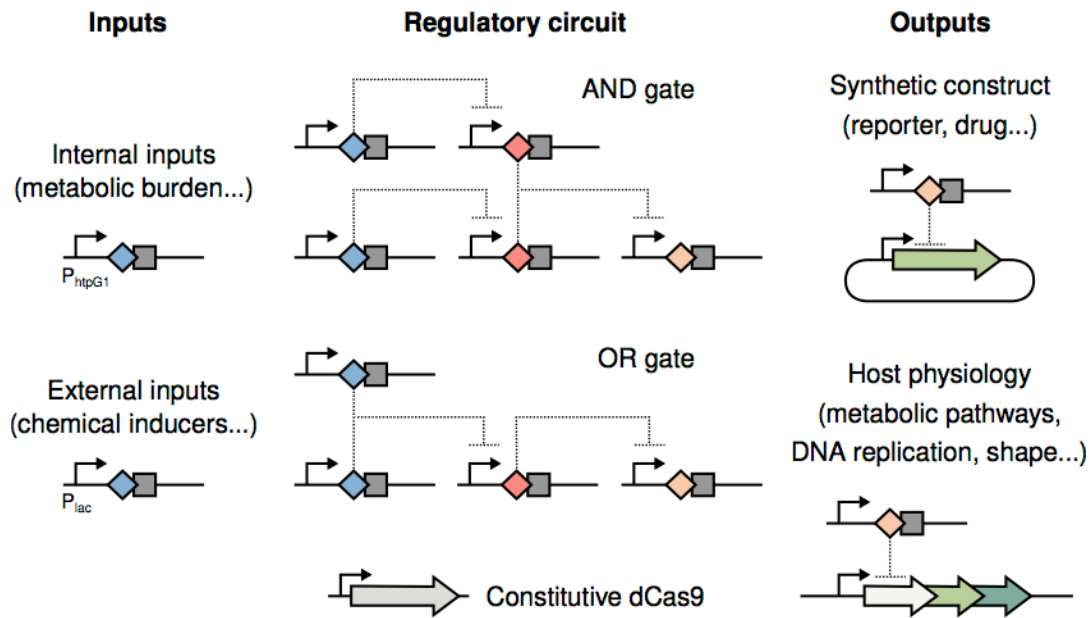 Inputs
Regulatory circuit
Outputs
AND gate
Synthetic construct
(reporter, drug...)
Internal inputs
(metabolic burden...)
PhtpG1
OR gate
External inputs
(chemical inducers...)
Host physiology
(metabolic pathways,
DNA replication, shape...)
Plac
Constitutive dCas9